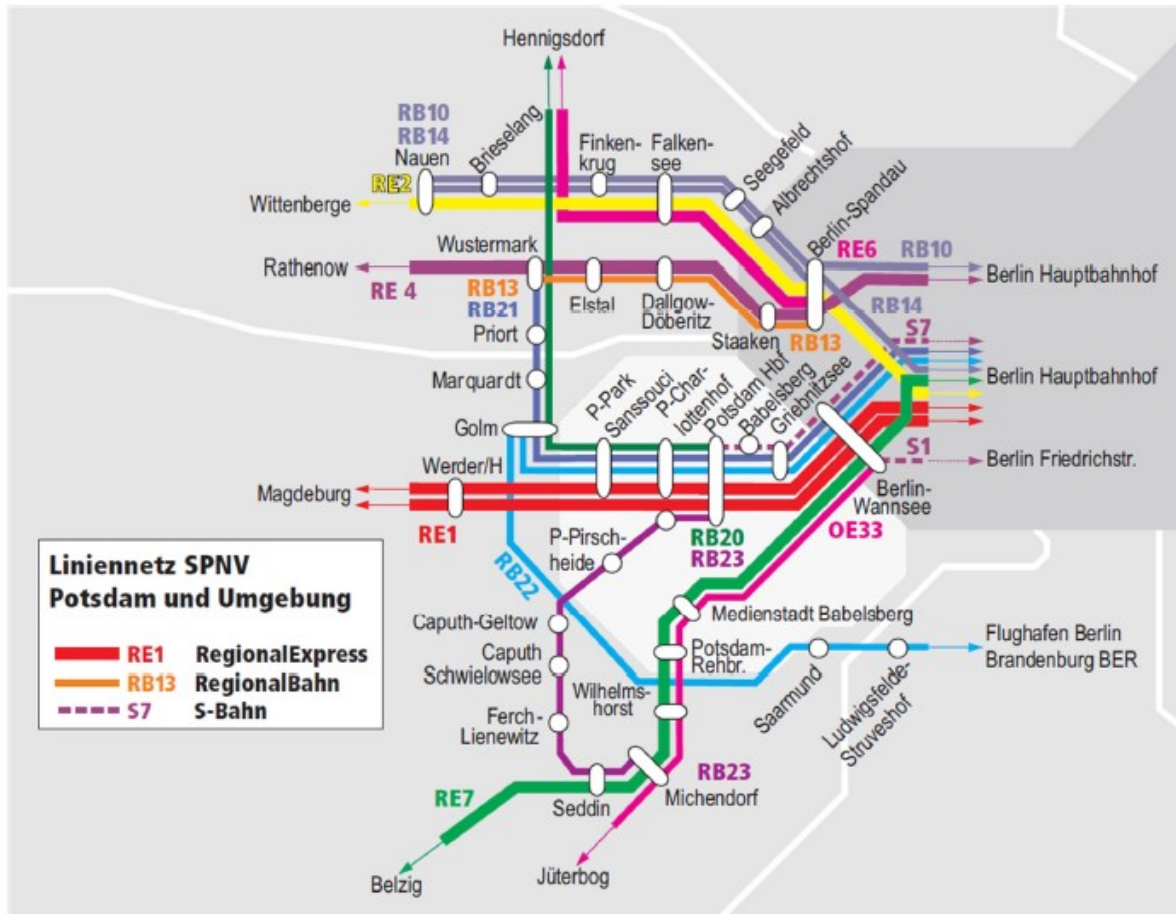 Hennigsdorf
RB10
RB14
Nauen
Brieselang
Finken-
krug
Falken-
see
Seegefeld
Albrechtshof
Berlin-Spandau
RE2
Wittenberge
RE6
RB10
Wustermark
Rathenow
RE 4
RB13
RB21
Elstal
Dallgow-
Döberitz
Staaken
RB13
RB14
Berlin Hauptbahnhof
S7
Priort
Marquardt
P-Park
Sanssouci
P-Char-
lottenhof
Potsdam Hbf
Babelsberg
Griebnitzsee
Berlin Hauptbahnhof
Golm
Werder/H
Magdeburg
RE1
S1
Berlin Friedrichstr.
Berlin-
Wannsee
OE33
RB20
RB23
P-Pirsch-
heide
RB22
Liniennetz SPNV
Potsdam und Umgebung
RE1 RegionalExpress
RB13 RegionalBahn
S7 S-Bahn
Caputh-Geltow
Caputh
Schwielowsee
Ferch-
Lienewitz
Medienstadt Babelsberg
Potsdam-
Rehbr.
Wilhelms-
horst
Saarmund
Ludwigsfelde-
Struveshof
Flughafen Berlin
Brandenburg BER
RB23
Michendorf
Seddin
RE7
Belzig
Jüterbog